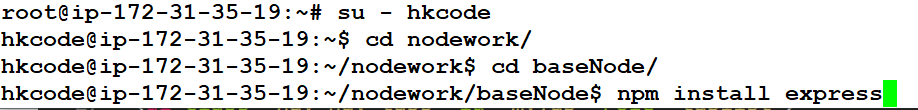 root@ip-172-31-35-19:~# su - hkcode
hkcode@ip-172-31-35-19:~$ cd nodework/
hkcode@ip-172-31-35-19:~/nodework$ cd baseNode/
hkcode@ip-172-31-35-19:~/nodework/baseNode$ npm install express